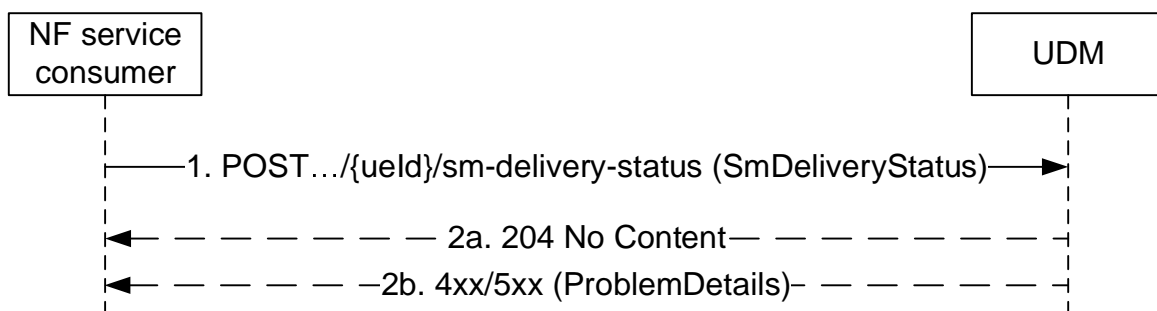 NF service
consumer
UDM
1. POST…/{ueId}/sm-delivery-status (SmDeliveryStatus)
2a. 204 No Content
2b. 4xx/5xx (ProblemDetails)